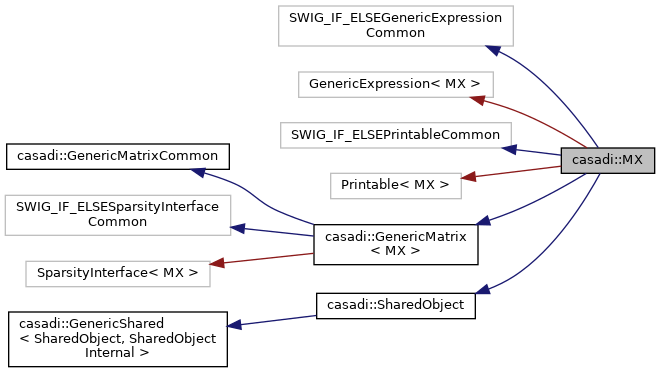 SWIG_IF_ELSEGenericExpression
Common
GenericExpression< MX >
SWIG_IF_ELSEPrintableCommon
casadi::MX
casadi::GenericMatrixCommon
Printable< MX >
SWIG_IF_ELSESparsityInterface
Common
casadi::GenericMatrix
< MX >
SparsityInterface< MX >
casadi::SharedObject
casadi::GenericShared
< SharedObject, SharedObject
Internal >